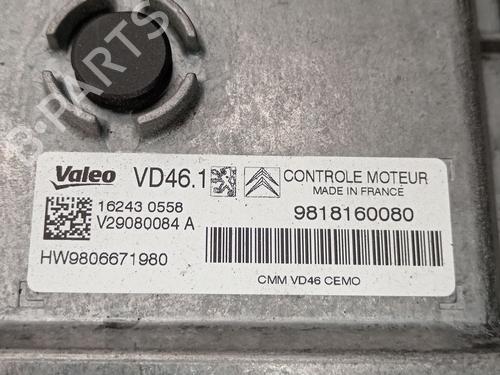 B-PARTS
Valeo VD46.1 CONTROLE MOTEUR
MADE IN FRANCE
16243 0558
V29080084 A
9818160080
HW9806671980
CMM VD46 CEMO